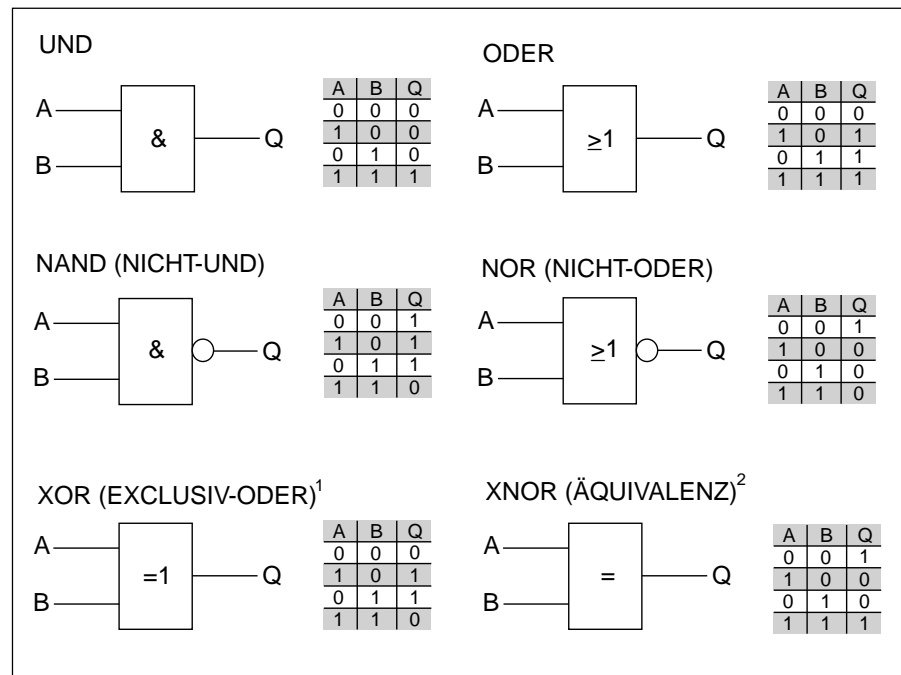 UND
A
B
&
Q
A B Q
0 0 0
1 0 0
0 1 0
1 1 1
ODER
A
B
≥1
Q
A B Q
0 0 0
1 0 1
0 1 1
1 1 1
NAND (NICHT-UND)
A
B
&
Q
A B Q
0 0 1
1 0 1
0 1 1
1 1 0
NOR (NICHT-ODER)
A
B
≥1
Q
A B Q
0 0 1
1 0 0
0 1 0
1 1 0
XOR (EXCLUSIV-ODER)¹
A
B
=1
Q
A B Q
0 0 0
1 0 1
0 1 1
1 1 0
XNOR (ÄQUIVALENZ)²
A
B
=
Q
A B Q
0 0 1
1 0 0
0 1 0
1 1 1